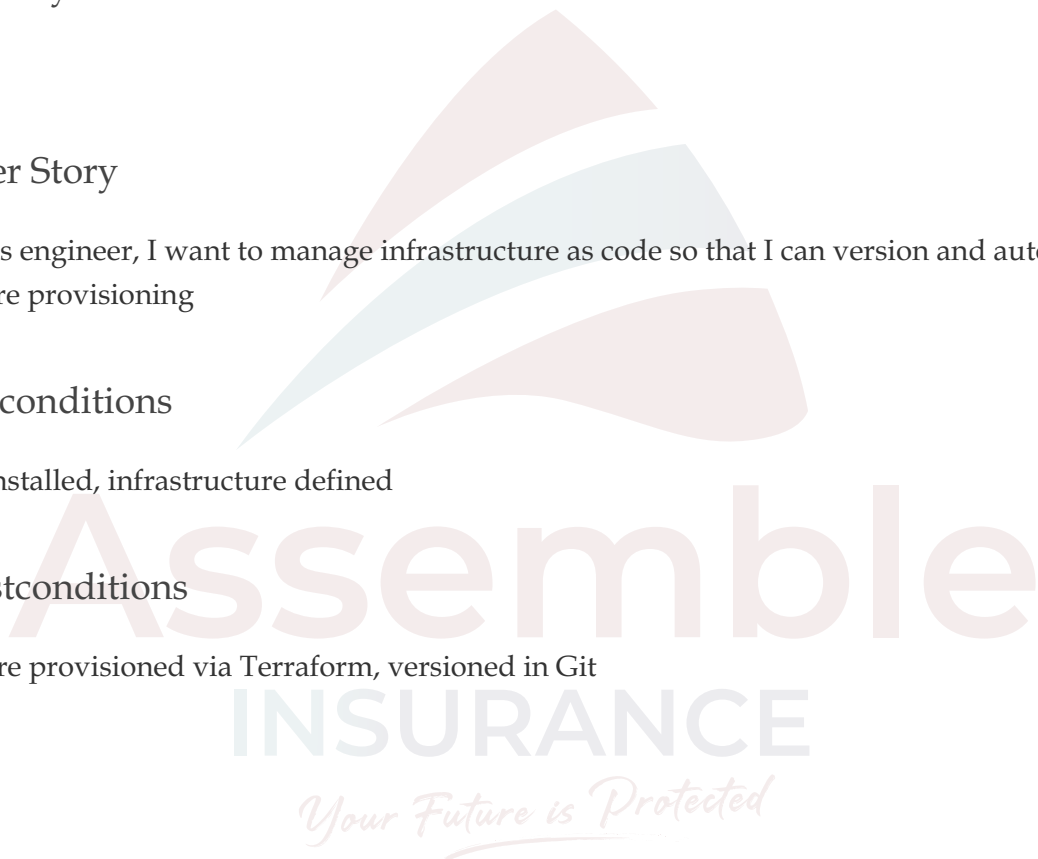 er Story
s engineer, I want to manage infrastructure as code so that I can version and aut
re provisioning
conditions
nstalled, infrastructure defined
stconditions
re provisioned via Terraform, versioned in Git
Assemble
INSURANCE
Your Future is Protected